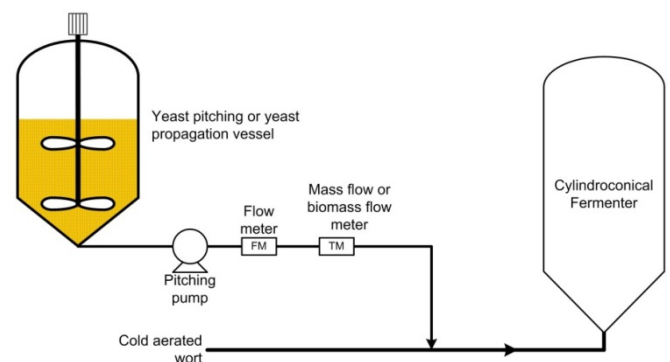 Yeast pitching or yeast
propagation vessel
Mass flow or
biomass flow
meter
Flow
meter
FM
TM
Pitching
pump
Cylindroconical
Fermenter
Cold aerated
wort